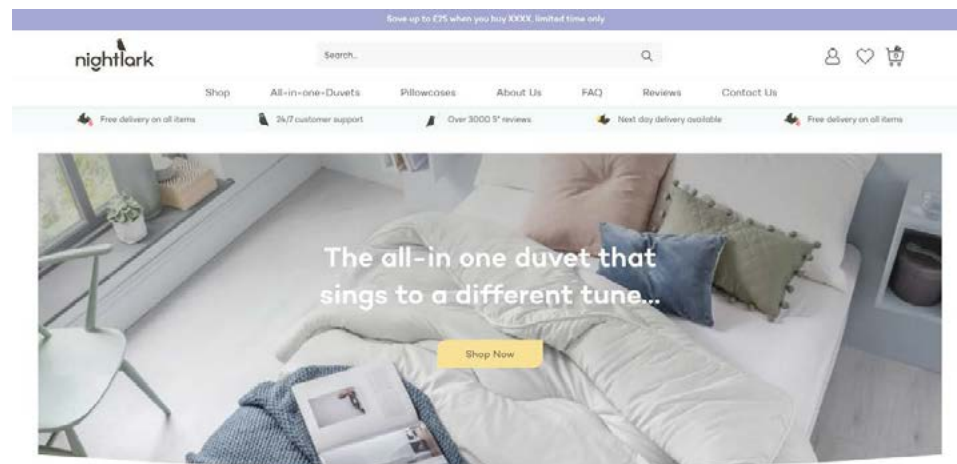 Save up to £25 when you buy XXXX, limited time only
nightlark
Search..
Shop All-in-one-Duvets Pillowcases About Us FAQ Reviews Contact Us
Free delivery on all items 24/7 customer support Over 3000 5* reviews Next day delivery available Free delivery on all items
The all-in one duvet that
sings to a different tune...
Shop Now